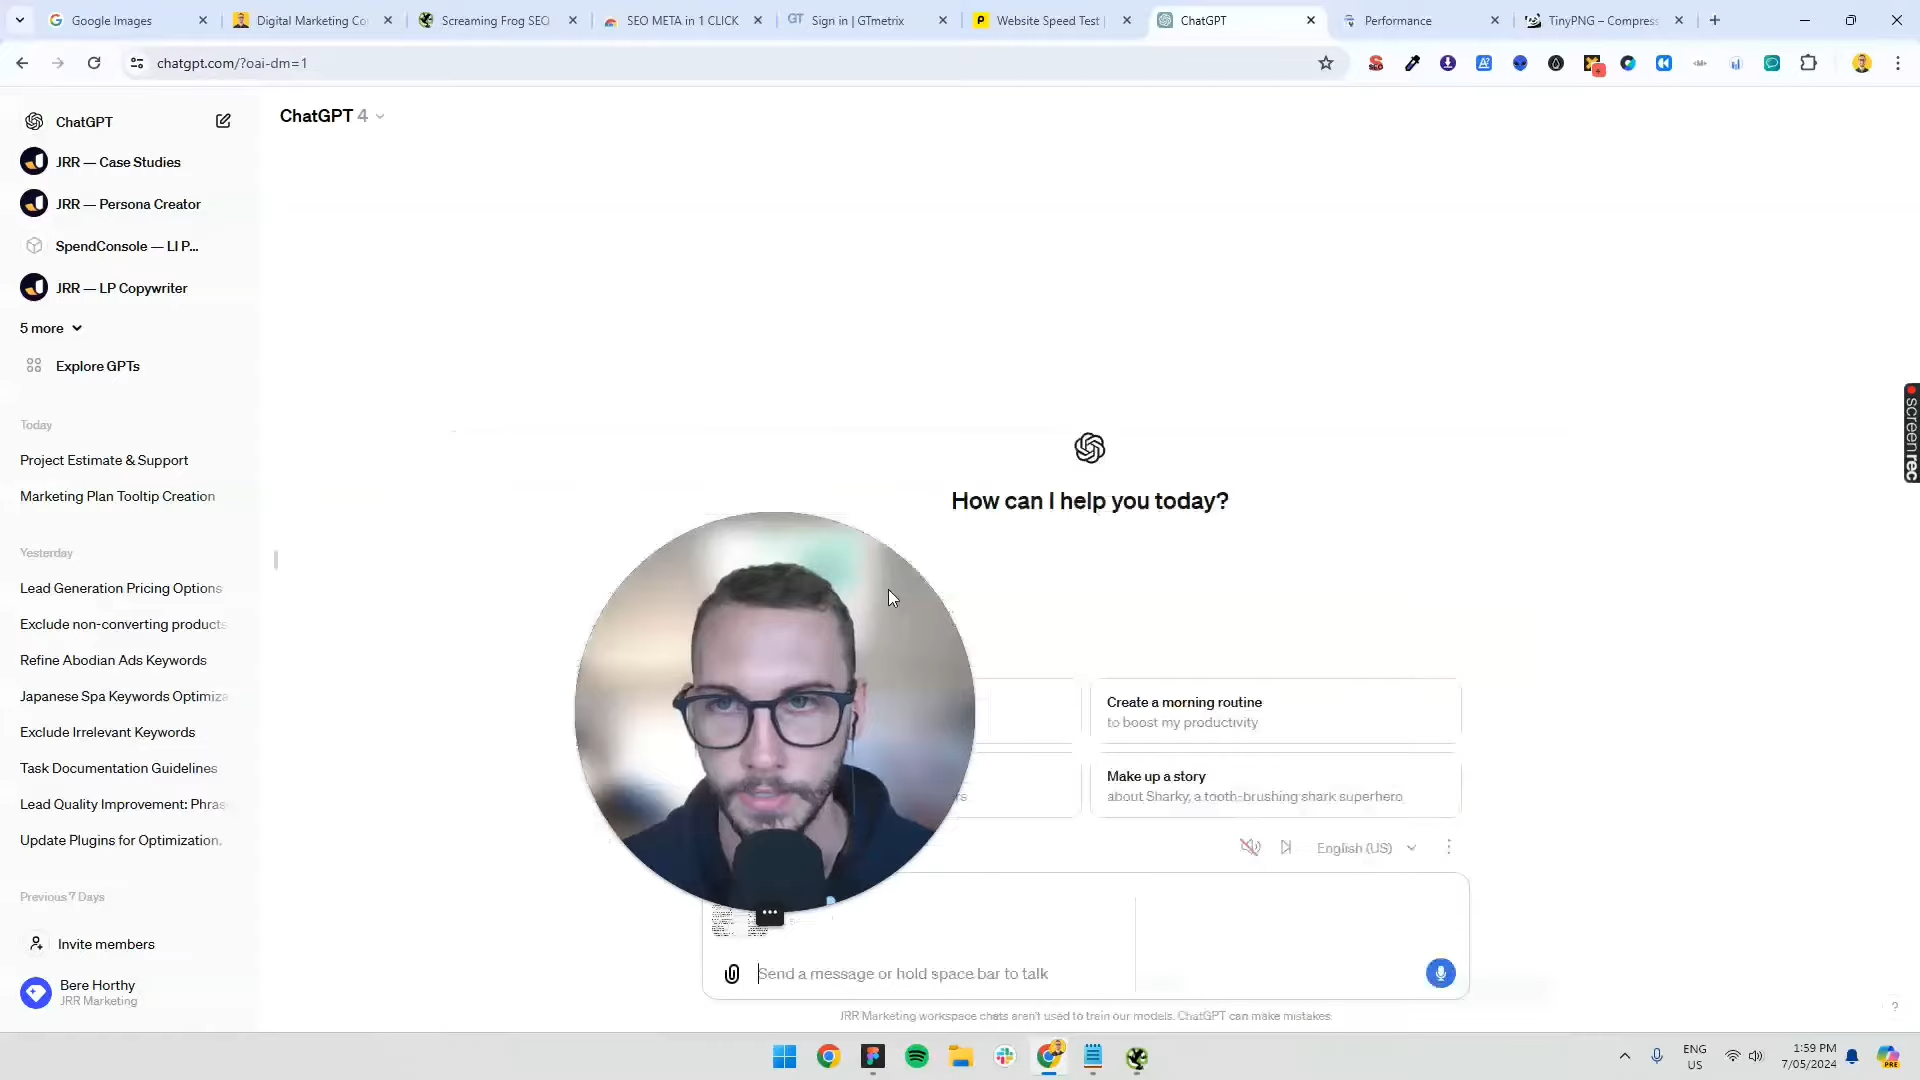 Google Images
Digital Marketing Co
Screaming Frog SEO
SEO META in 1 CLICK
GT
Sign in | GTmetrix
P
Website Speed Test |
ChatGPT
Performance
TinyPNG – Compress
chatgpt.com/?oai-dm=1
ChatGPT
ChatGPT 4
JRR — Case Studies
JRR — Persona Creator
SpendConsole — LI P...
JRR — LP Copywriter
5 more
Explore GPTs
Today
Project Estimate & Support
Marketing Plan Tooltip Creation
Yesterday
Lead Generation Pricing Options
Exclude non-converting products
Refine Abodian Ads Keywords
Japanese Spa Keywords Optimiza
Exclude Irrelevant Keywords
Task Documentation Guidelines
Lead Quality Improvement: Phras
Update Plugins for Optimization.
Previous 7 Days
Invite members
Bere Horthy
JRR Marketing
How can I help you today?
Create a morning routine
to boost my productivity
Make up a story
about Sharky, a tooth-brushing shark superhero
English (US)
Send a message or hold space bar to talk
JRR Marketing workspace chats aren't used to train our models. ChatGPT can make mistakes.
?
screenrec
ENG
US
1:59 PM
7/05/2024
PRE